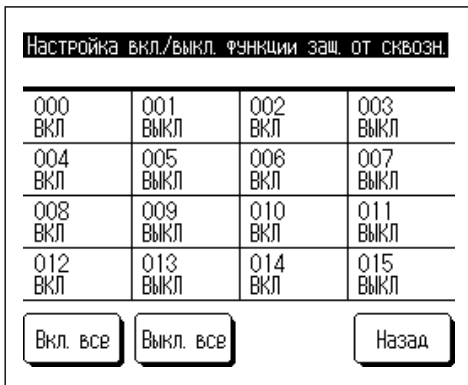 Настройка вкл./выкл. функции защ. от сквозн.
000 001 002 003
ВКЛ ВЫКЛ ВКЛ ВЫКЛ
004 005 006 007
ВКЛ ВЫКЛ ВКЛ ВЫКЛ
008 009 010 011
ВКЛ ВЫКЛ ВКЛ ВЫКЛ
012 013 014 015
ВКЛ ВЫКЛ ВКЛ ВЫКЛ
Вкл. все Выкл. все Назад